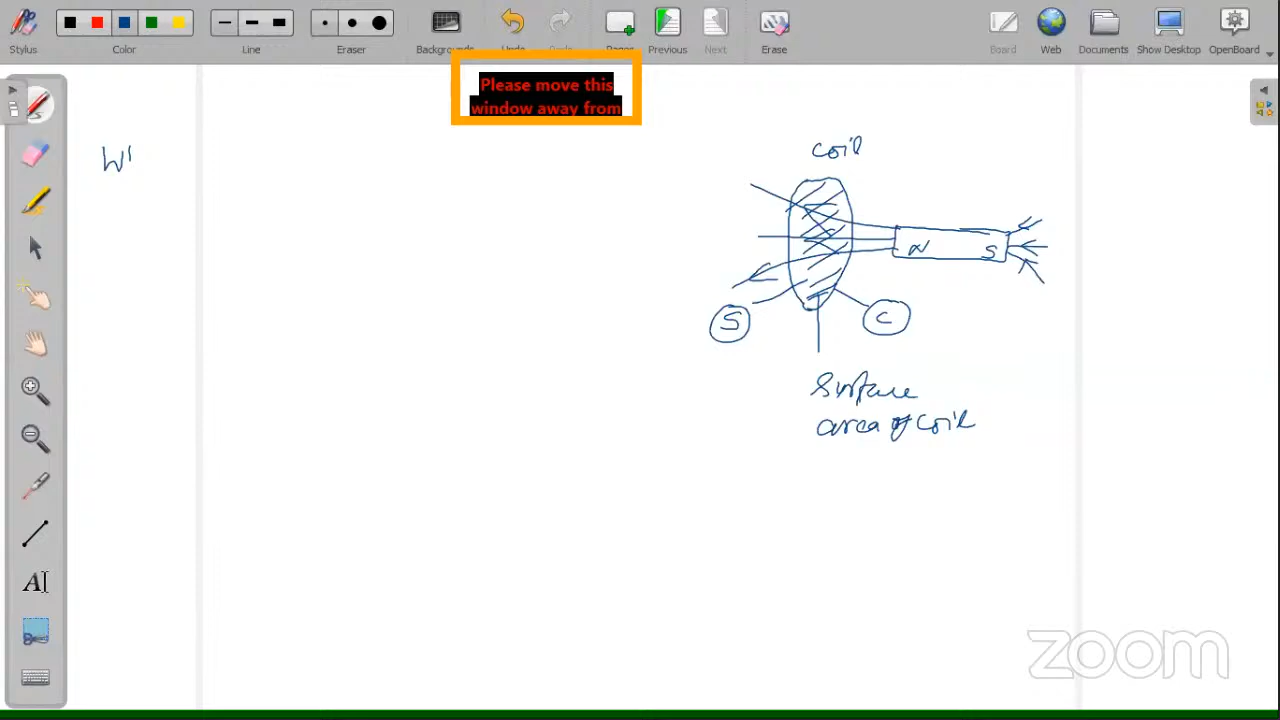 Stylus
Color
Line
Eraser
Backgrounds
Undo
Redo
Pages
Previous
Next
Erase
Board
Web
Documents
Show Desktop
OpenBoard
Please move this
window away from
coil
N S
S
C
Surface
area of coil
zoom